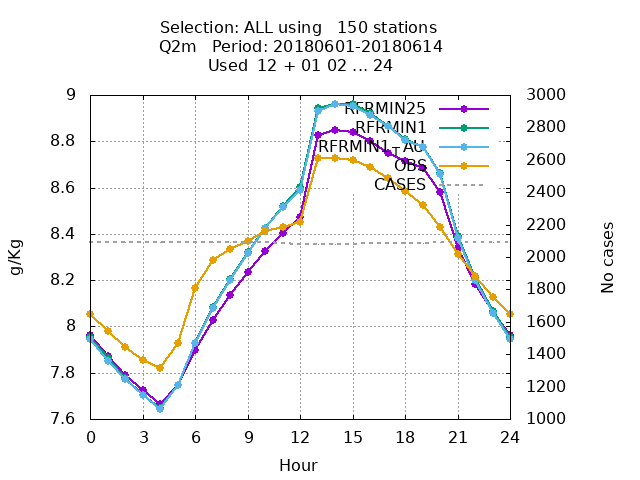 Selection: ALL using   150 stations
Q2m   Period: 20180601-20180614
Used  12 + 01 02 ... 24
9
8.8
8.6
8.4
8.2
8
7.8
7.6
g/Kg
RFRMIN25
RFRMIN1
RFRMIN1_TAU
OBS
CASES
3000
2800
2600
2400
2200
2000
1800
1600
1400
1200
1000
No cases
0 3 6 9 12 15 18 21 24
Hour